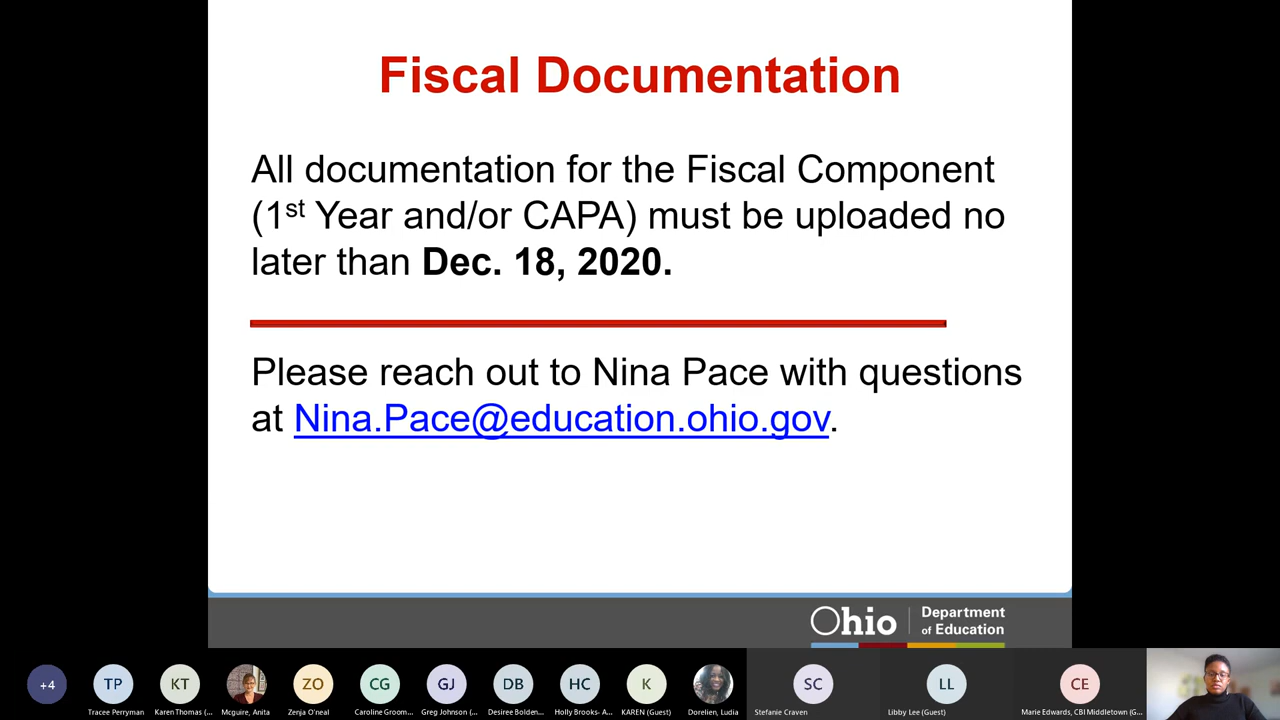 Fiscal Documentation
All documentation for the Fiscal Component
(1st Year and/or CAPA) must be uploaded no
later than Dec. 18, 2020.
Please reach out to Nina Pace with questions
at Nina.Pace@education.ohio.gov.
Ohio Department
of Education
+4 TP KT ZO CG GJ DB HC K SC LL CE
Tracee Perryman Karen Thomas (... Mcguire, Anita Zenja O'neal Caroline Groom... Greg Johnson (... Desiree Bolden... Holly Brooks- A... KAREN (Guest) Dorelien, Ludia Stefanie Craven Libby Lee (Guest) Marie Edwards, CBI Middletown (G...